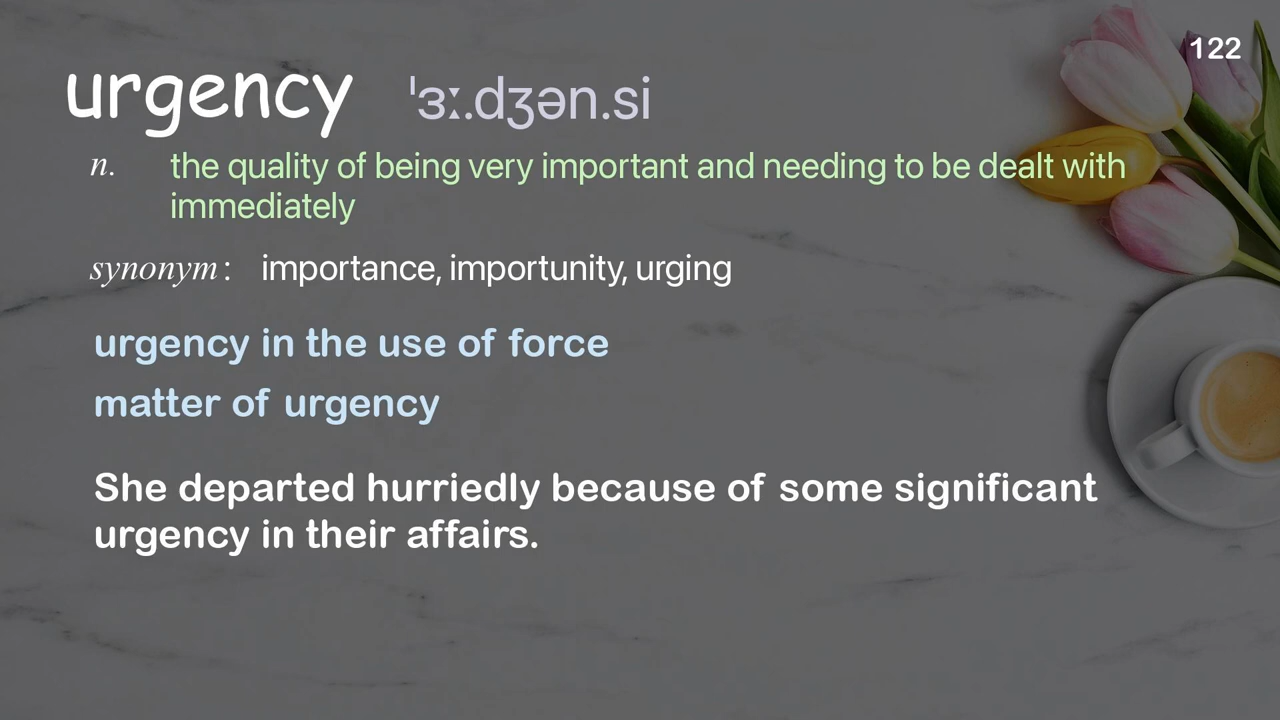 122
urgency ˈɜː.dʒən.si
n. the quality of being very important and needing to be dealt with
immediately
synonym: importance, importunity, urging
urgency in the use of force
matter of urgency
She departed hurriedly because of some significant
urgency in their affairs.